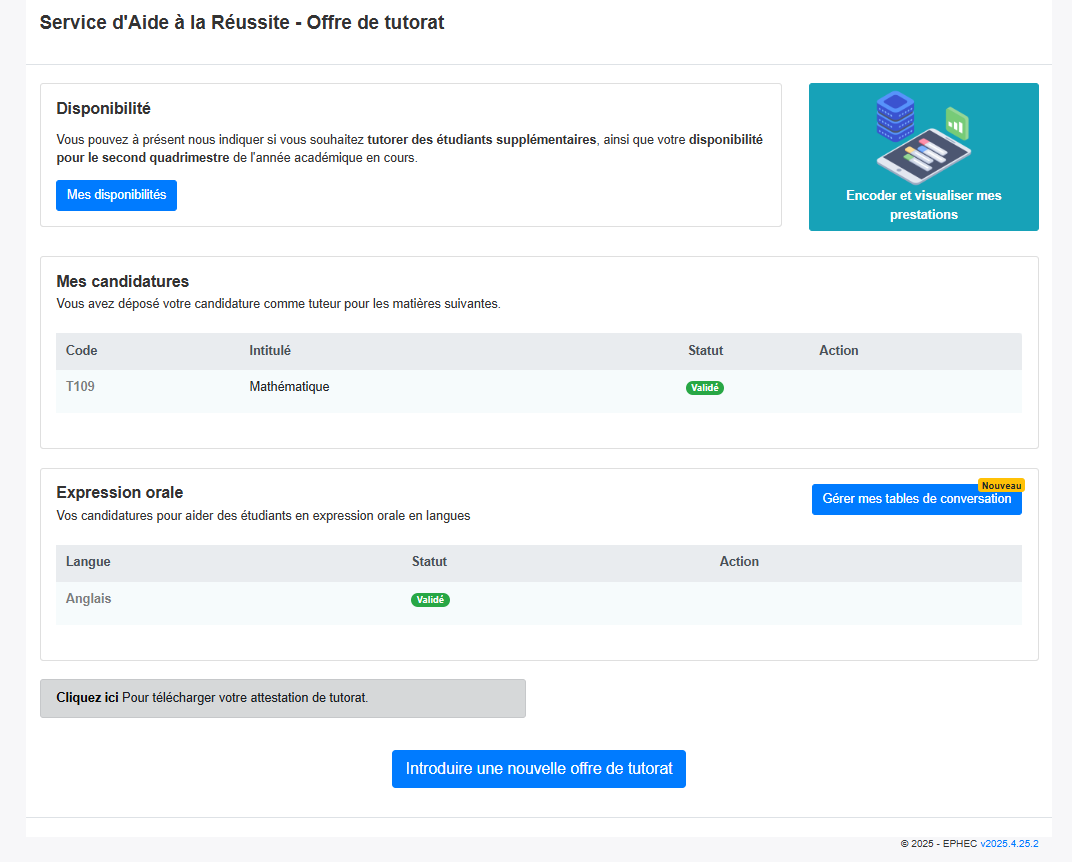 Service d'Aide à la Réussite - Offre de tutorat
Disponibilité
Vous pouvez à présent nous indiquer si vous souhaitez tutorer des étudiants supplémentaires, ainsi que votre disponibilité
pour le second quadrimestre de l'année académique en cours.
Mes disponibilités
Encoder et visualiser mes
prestations
Mes candidatures
Vous avez déposé votre candidature comme tuteur pour les matières suivantes.
Code Intitulé Statut Action
T109 Mathématique Validé
Expression orale
Nouveau
Gérer mes tables de conversation
Vos candidatures pour aider des étudiants en expression orale en langues
Langue Statut Action
Anglais Validé
Cliquez ici Pour télécharger votre attestation de tutorat.
Introduire une nouvelle offre de tutorat
© 2025 - EPHEC v2025.4.25.2